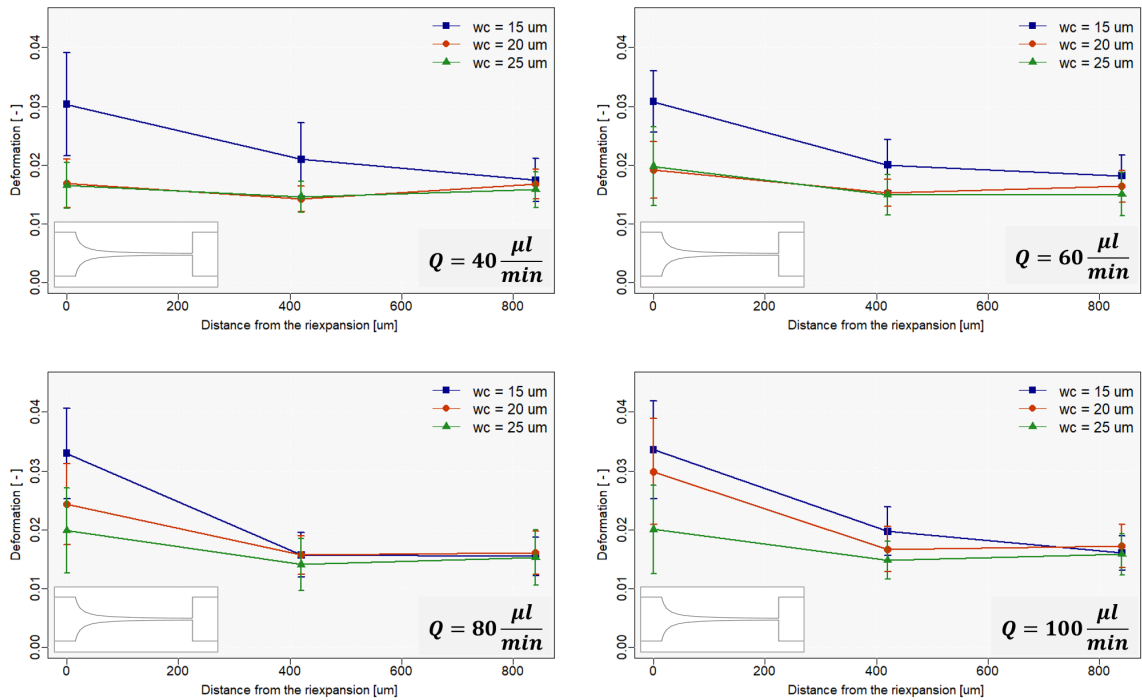 wc = 15 um
wc = 20 um
wc = 25 um
Deformation [ - ]
0.04
0.03
0.02
0.01
0.00
Q = 40 μl/min
0 200 400 600 800
Distance from the riexpansion [um]
wc = 15 um
wc = 20 um
wc = 25 um
Deformation [ - ]
0.04
0.03
0.02
0.01
0.00
Q = 60 μl/min
0 200 400 600 800
Distance from the riexpansion [um]
wc = 15 um
wc = 20 um
wc = 25 um
Deformation [ - ]
0.04
0.03
0.02
0.01
0.00
Q = 80 μl/min
0 200 400 600 800
Distance from the riexpansion [um]
wc = 15 um
wc = 20 um
wc = 25 um
Deformation [ - ]
0.04
0.03
0.02
0.01
0.00
Q = 100 μl/min
0 200 400 600 800
Distance from the riexpansion [um]